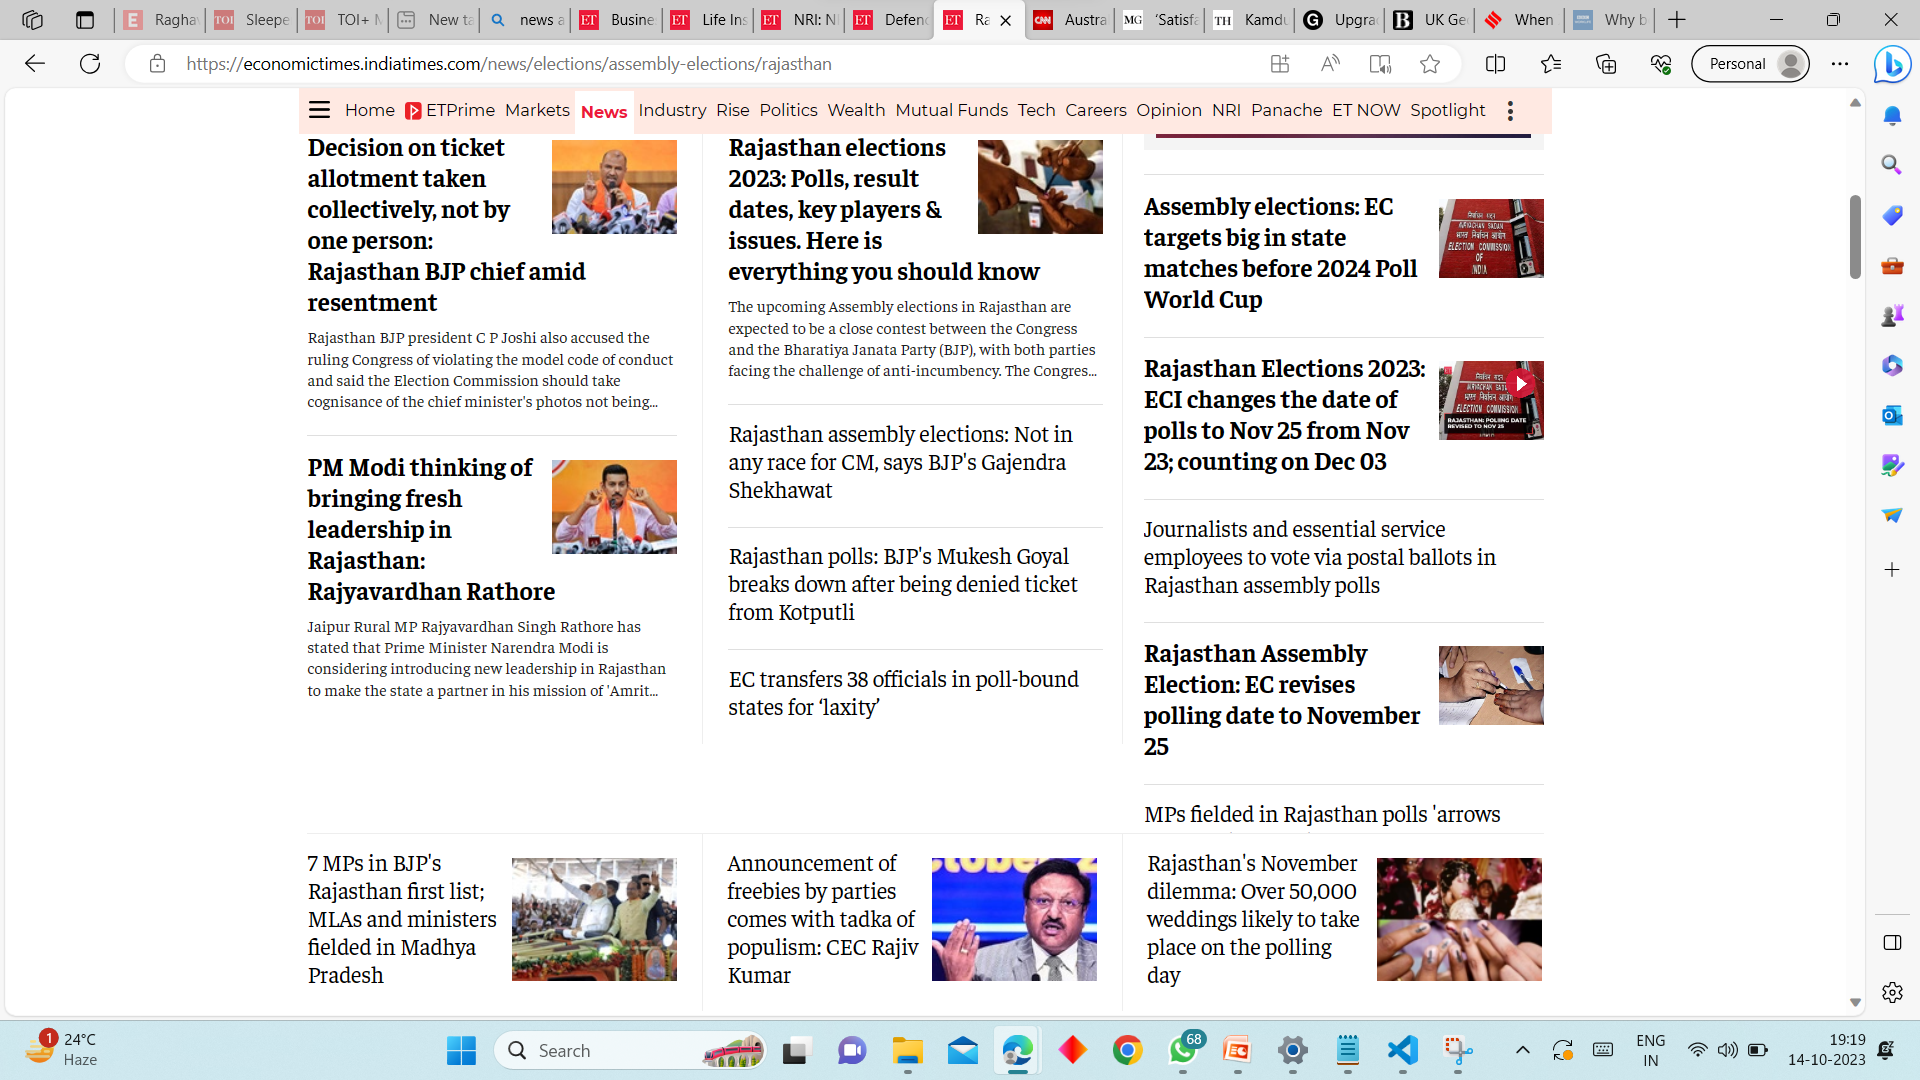 Ragha
Sleepe
TOI+ M
New ta
news a
Busine
Life Ins
NRI: N
Defenc
Ra
Austra
'Satisfa
Kamdu
Upgra
UK Ge
When
Why b
https://economictimes.indiatimes.com/news/elections/assembly-elections/rajasthan
Personal
Home ETPrime Markets News Industry Rise Politics Wealth Mutual Funds Tech Careers Opinion NRI Panache ET NOW Spotlight
Decision on ticket
allotment taken
collectively, not by
one person:
Rajasthan BJP chief amid
resentment
Rajasthan BJP president C P Joshi also accused the
ruling Congress of violating the model code of conduct
and said the Election Commission should take
cognisance of the chief minister's photos not being...
PM Modi thinking of
bringing fresh
leadership in
Rajasthan:
Rajyavardhan Rathore
Jaipur Rural MP Rajyavardhan Singh Rathore has
stated that Prime Minister Narendra Modi is
considering introducing new leadership in Rajasthan
to make the state a partner in his mission of 'Amrit...
Rajasthan elections
2023: Polls, result
dates, key players &
issues. Here is
everything you should know
The upcoming Assembly elections in Rajasthan are
expected to be a close contest between the Congress
and the Bharatiya Janata Party (BJP), with both parties
facing the challenge of anti-incumbency. The Congres...
Rajasthan assembly elections: Not in
any race for CM, says BJP's Gajendra
Shekhawat
Rajasthan polls: BJP's Mukesh Goyal
breaks down after being denied ticket
from Kotputli
EC transfers 38 officials in poll-bound
states for ‘laxity’
Assembly elections: EC
targets big in state
matches before 2024 Poll
World Cup
ELECTION COMMISSION
OF
INDIA
Rajasthan Elections 2023:
ECI changes the date of
polls to Nov 25 from Nov
23; counting on Dec 03
ELECTION COMMISSION
RAJASTHAN: POLLING DATE
REVISED TO NOV 25
Journalists and essential service
employees to vote via postal ballots in
Rajasthan assembly polls
Rajasthan Assembly
Election: EC revises
polling date to November
25
MPs fielded in Rajasthan polls 'arrows
7 MPs in BJP's
Rajasthan first list;
MLAs and ministers
fielded in Madhya
Pradesh
Announcement of
freebies by parties
comes with tadka of
populism: CEC Rajiv
Kumar
Rajasthan's November
dilemma: Over 50,000
weddings likely to take
place on the polling
day
1
24°C
Haze
Search
68
ENG
IN
19:19
14-10-2023